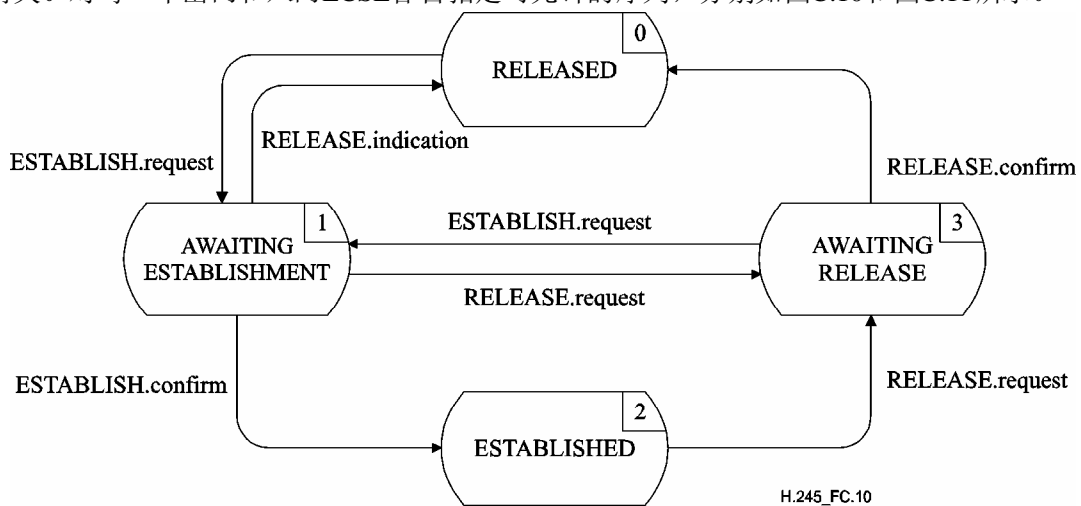 0
RELEASED
RELEASE.indication
ESTABLISH.request
RELEASE.confirm
1
AWAITING
ESTABLISHMENT
ESTABLISH.request
3
AWAITING
RELEASE
RELEASE.request
ESTABLISH.confirm
RELEASE.request
2
ESTABLISHED
H.245_FC.10